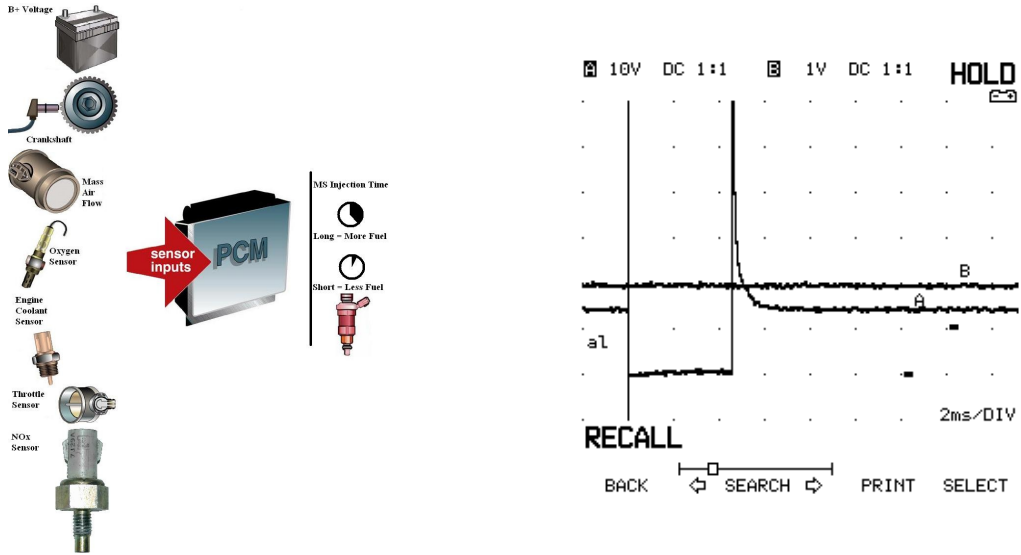 B+ Voltage
Crankshaft
Mass
Air
Flow
Oxygen
Sensor
Engine
Coolant
Sensor
Throttle
Sensor
NOx
Sensor
sensor
inputs
PCM
MS Injection Time
Long = More Fuel
Short = Less Fuel
A 10V DC 1:1 B 1V DC 1:1 HOLD
B
A
al
2ms/DIV
RECALL
BACK SEARCH PRINT SELECT